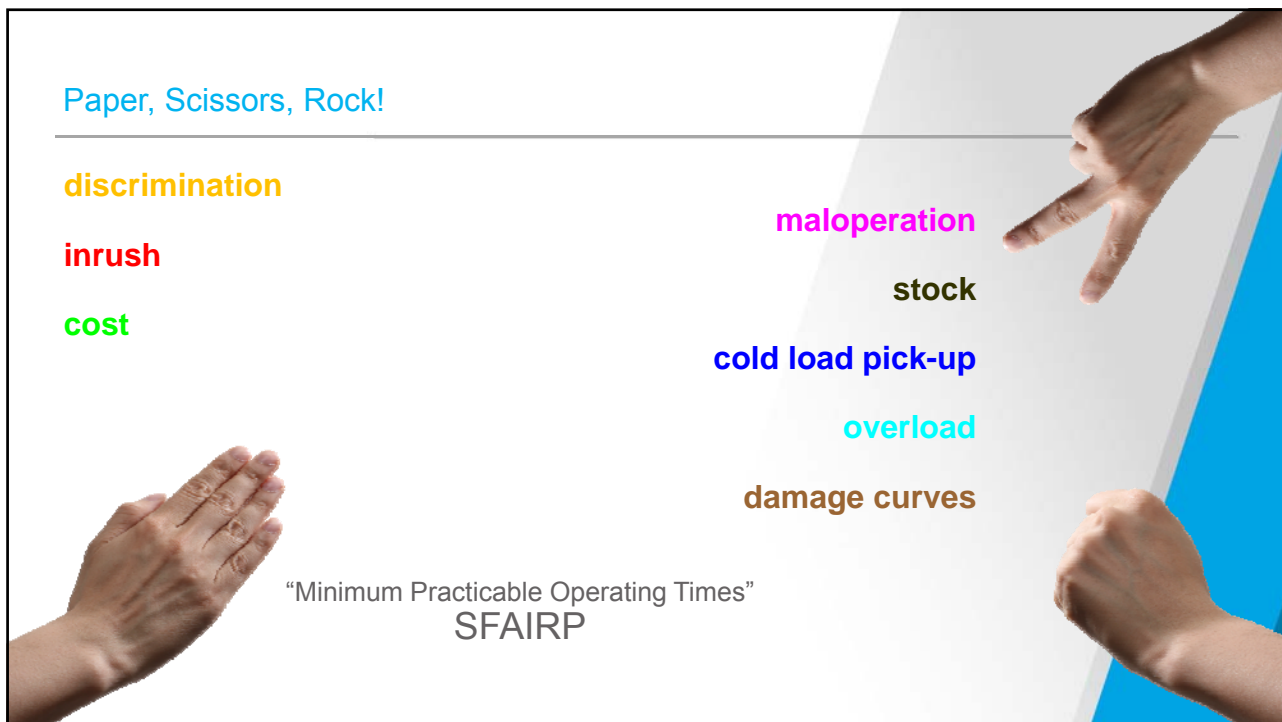 Paper, Scissors, Rock!
discrimination
inrush
cost
maloperation
stock
cold load pick-up
overload
damage curves
“Minimum Practicable Operating Times”
SFAIRP